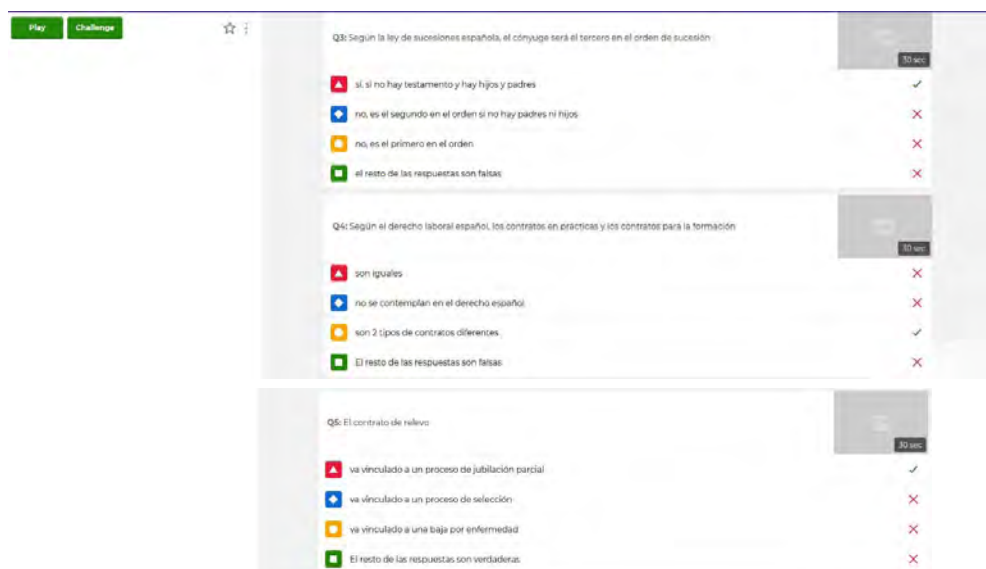 Play
Challenge
Q3: Según la ley de sucesiones española, el cónyuge será el tercero en el orden de sucesión
30 sec
sí, si no hay testamento y hay hijos y padres
no, es el segundo en el orden si no hay padres ni hijos
no, es el primero en el orden
el resto de las respuestas son falsas
Q4: Según el derecho laboral español, los contratos en prácticas y los contratos para la formación
30 sec
son iguales
no se contemplan en el derecho español
son 2 tipos de contratos diferentes
El resto de las respuestas son falsas
Q5: El contrato de relevo
30 sec
va vinculado a un proceso de jubilación parcial
va vinculado a un proceso de selección
va vinculado a una baja por enfermedad
El resto de las respuestas son verdaderas